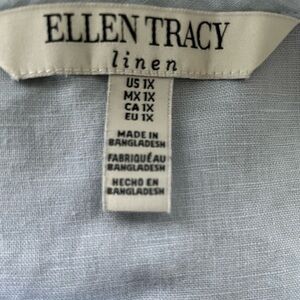 ELLEN TRACY
linen
US 1X
MX 1X
CA 1X
EU 1X
MADE IN
BANGLADESH
FABRIQUÉ AU
BANGLADESH
HECHO EN
BANGLADESH